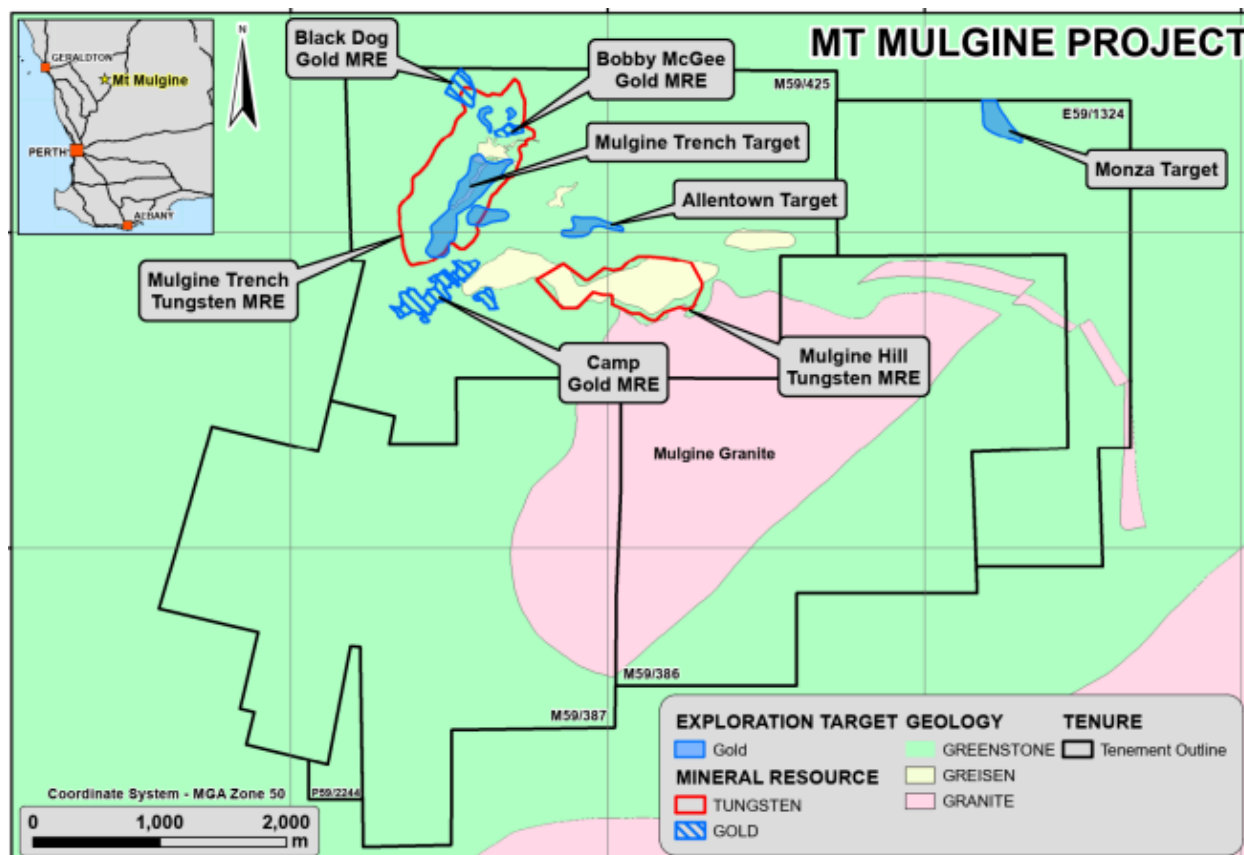 MT MULGINE PROJECT
GERALDTON
Mt Mulgine
PERTH
ALBANY
N
Black Dog
Gold MRE
Bobby McGee
Gold MRE
M59/425
E59/1324
Mulgine Trench Target
Monza Target
Allentown Target
Mulgine Trench
Tungsten MRE
Camp
Gold MRE
Mulgine Hill
Tungsten MRE
Mulgine Granite
M59/386
M59/387
P59/2244
Coordinate System - MGA Zone 50
0 1,000 2,000
m
EXPLORATION TARGET
Gold
MINERAL RESOURCE
TUNGSTEN
GOLD
GEOLOGY
GREENSTONE
GREISEN
GRANITE
TENURE
Tenement Outline